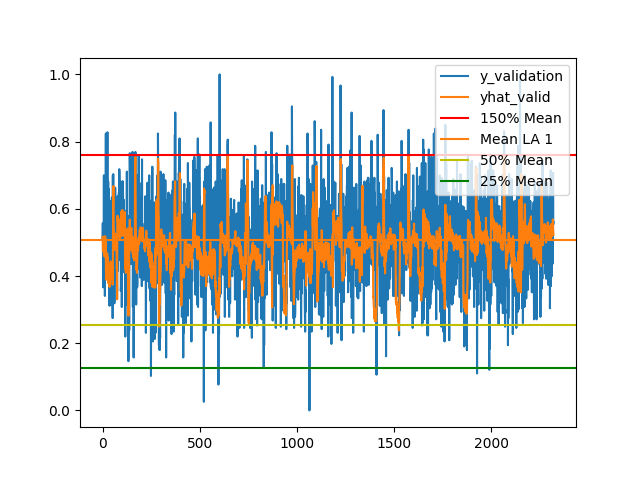 1.0
0.8
0.6
0.4
0.2
0.0
0
500
1000
1500
2000
y_validation
yhat_valid
150% Mean
Mean LA 1
50% Mean
25% Mean